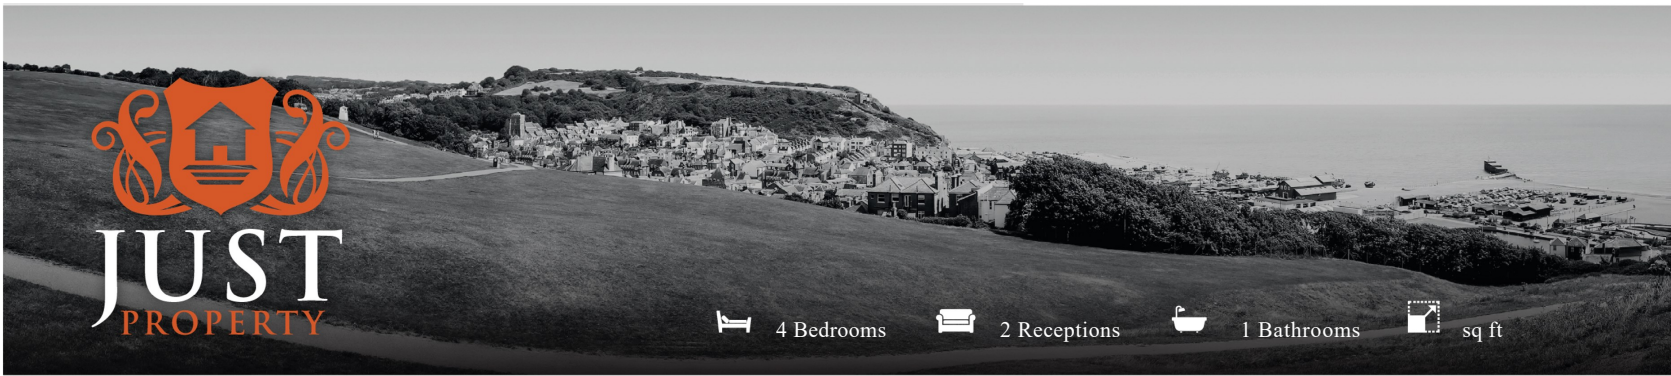 JUST
PROPERTY
4 Bedrooms
2 Receptions
1 Bathrooms
sq ft